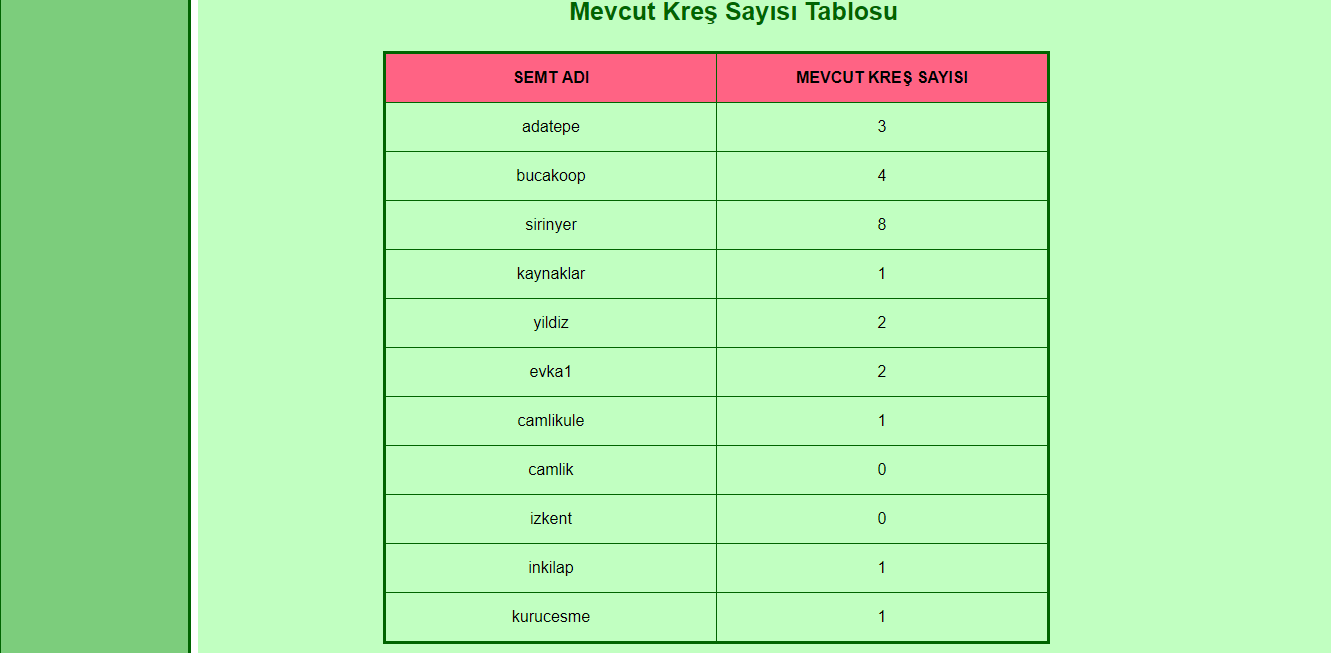 Mevcut Kreş Sayısı Tablosu
SEMT ADI MEVCUT KREŞ SAYISI
adatepe 3
bucakoop 4
sirinyer 8
kaynaklar 1
yildiz 2
evka1 2
camlikule 1
camlik 0
izkent 0
inkilap 1
kurucesme 1